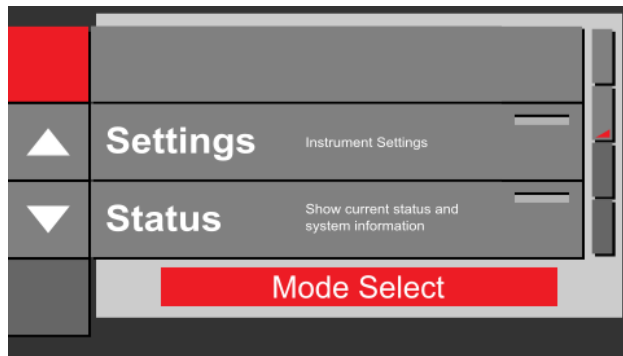 Settings
Instrument Settings
Status
Show current status and
system information
Mode Select